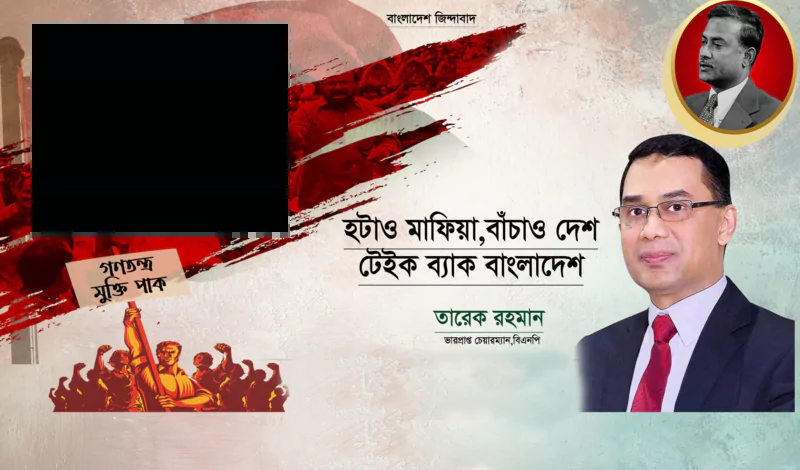 বাংলাদেশ জিন্দাবাদ
হটাও মাফিয়া,বাঁচাও দেশ
টেইক ব্যাক বাংলাদেশ
গণতন্ত্র
মুক্তি পাক
তারেক রহমান
ভারপ্রাপ্ত চেয়ারম্যান,বিএনপি